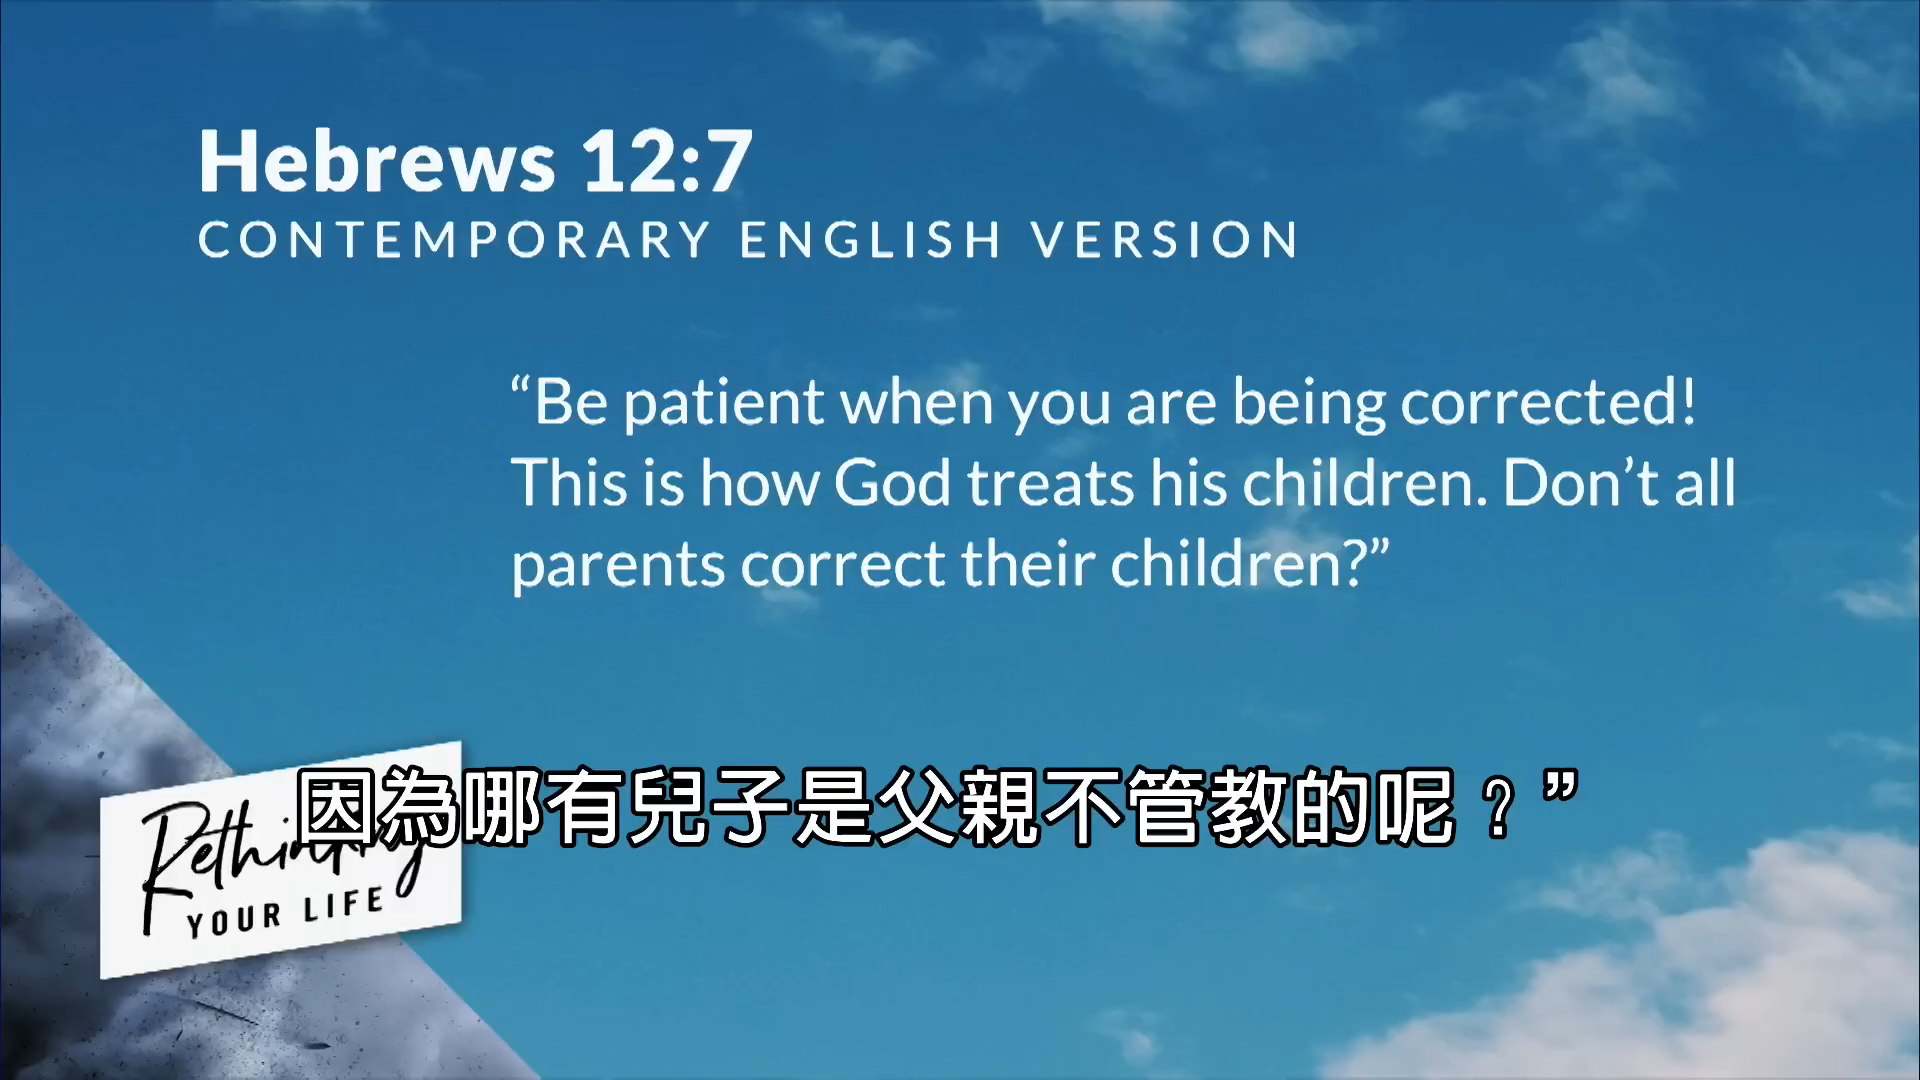 Hebrews 12:7
CONTEMPORARY ENGLISH VERSION
“Be patient when you are being corrected!
This is how God treats his children. Don’t all
parents correct their children?”
因為哪有兒子是父親不管教的呢？”
Rethinking
YOUR LIFE